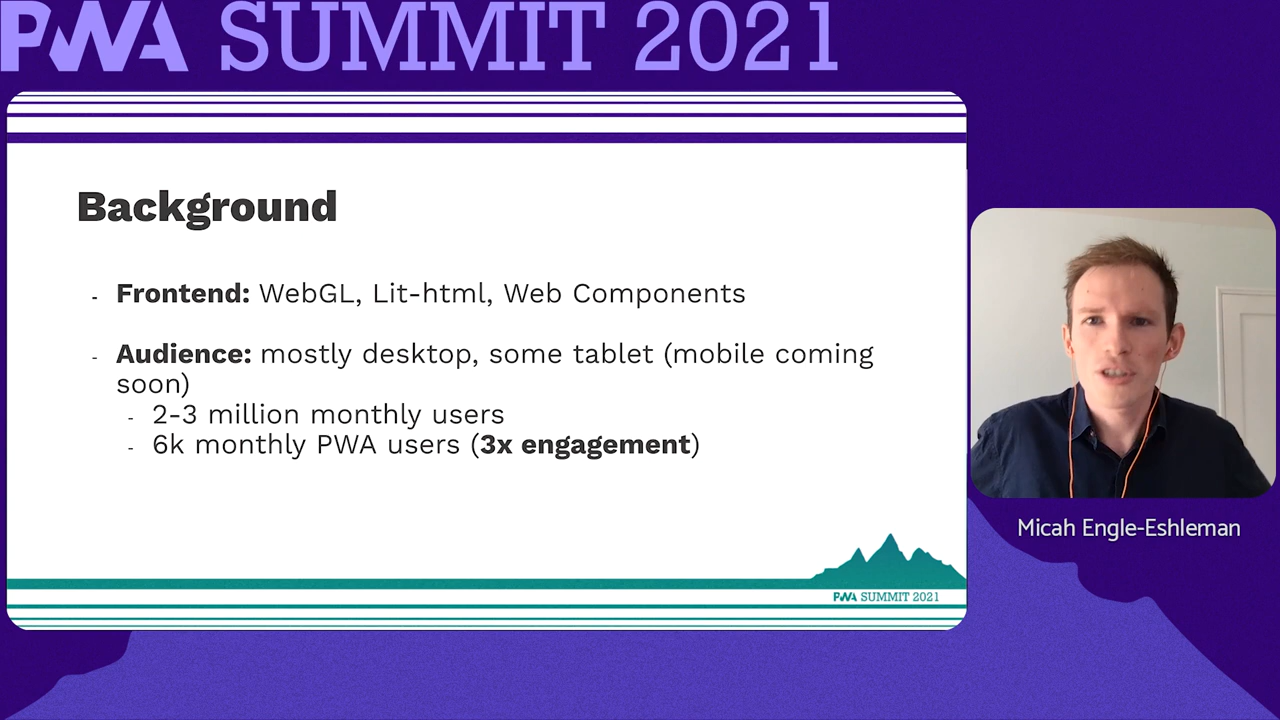 PWA SUMMIT 2021
Background
- Frontend: WebGL, Lit-html, Web Components
- Audience: mostly desktop, some tablet (mobile coming
soon)
- 2-3 million monthly users
- 6k monthly PWA users (3x engagement)
PWA SUMMIT 2021
Micah Engle-Eshleman